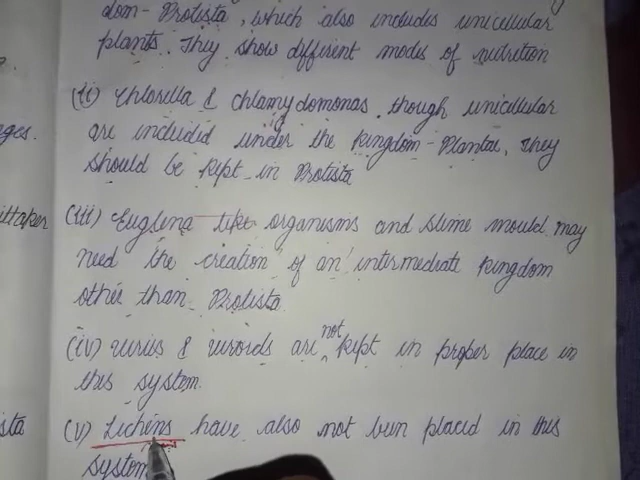 dom-Protista, which also includes unicellular
plants. They show different modes of nutrition
ages.
(ii) Chlorella & chlamydomonas. though unicellular
are included under the kingdom-Plantae. They
should be kept in Protista
ittaker
(iii) Euglena like organisms and slime mould may
need the creation of an intermediate kingdom
other than Protista
(iv) virus & viroids are not kept in proper place in
this system.
sta
(v) Lichens have also not been placed in this
system